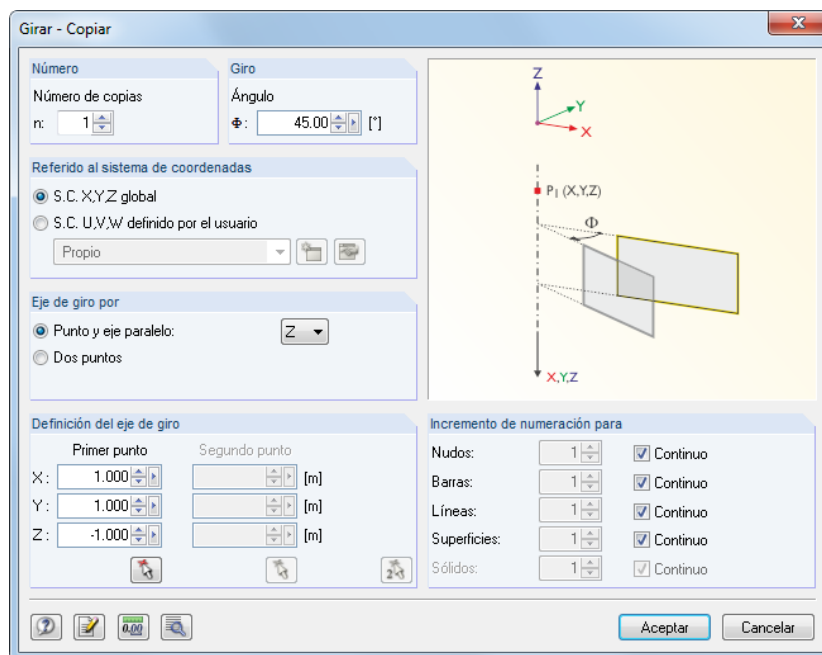 Girar - Copiar
Número
Número de copias
n: 1
Giro
Ángulo
Φ: 45.00 [°]
Referido al sistema de coordenadas
S.C. X,Y,Z global
S.C. U,V,W definido por el usuario
Propio
Eje de giro por
Punto y eje paralelo: Z
Dos puntos
Z
Y
X
P1 (X,Y,Z)
Φ
X,Y,Z
Definición del eje de giro
Primer punto Segundo punto
X: 1.000 [m]
Y: 1.000 [m]
Z: -1.000 [m]
2
Incremento de numeración para
Nudos: 1 Continuo
Barras: 1 Continuo
Líneas: 1 Continuo
Superficies: 1 Continuo
Sólidos: 1 Continuo
0.00
Aceptar Cancelar